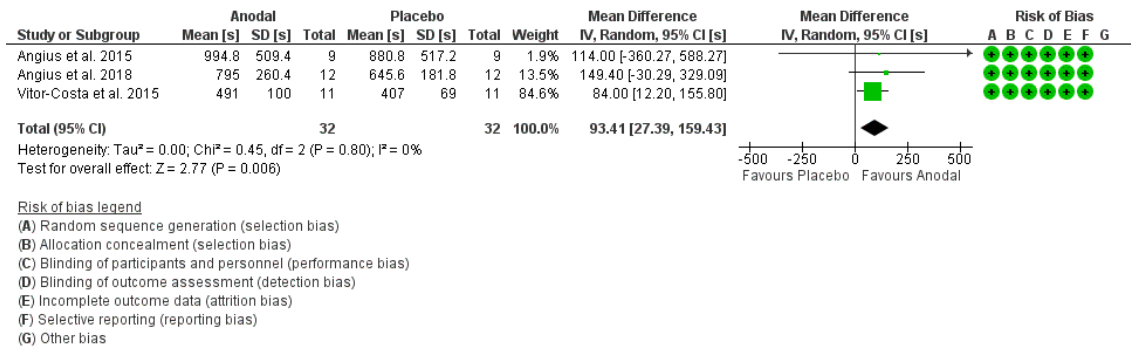 Anodal Placebo Mean Difference Mean Difference Risk of Bias
Study or Subgroup Mean [s] SD [s] Total Mean [s] SD [s] Total Weight IV, Random, 95% CI [s] IV, Random, 95% CI [s] A B C D E F G
Angius et al. 2015 994.8 509.4 9 880.8 517.2 9 1.9% 114.00 [-360.27, 588.27]
Angius et al. 2018 795 260.4 12 645.6 181.8 12 13.5% 149.40 [-30.29, 329.09]
Vitor-Costa et al. 2015 491 100 11 407 69 11 84.6% 84.00 [12.20, 155.80]
Total (95% CI) 32 32 100.0% 93.41 [27.39, 159.43]
Heterogeneity: Tau² = 0.00; Chi² = 0.45, df = 2 (P = 0.80); I² = 0%
Test for overall effect: Z = 2.77 (P = 0.006)
-500 -250 0 250 500
Favours Placebo Favours Anodal
Risk of bias legend
(A) Random sequence generation (selection bias)
(B) Allocation concealment (selection bias)
(C) Blinding of participants and personnel (performance bias)
(D) Blinding of outcome assessment (detection bias)
(E) Incomplete outcome data (attrition bias)
(F) Selective reporting (reporting bias)
(G) Other bias